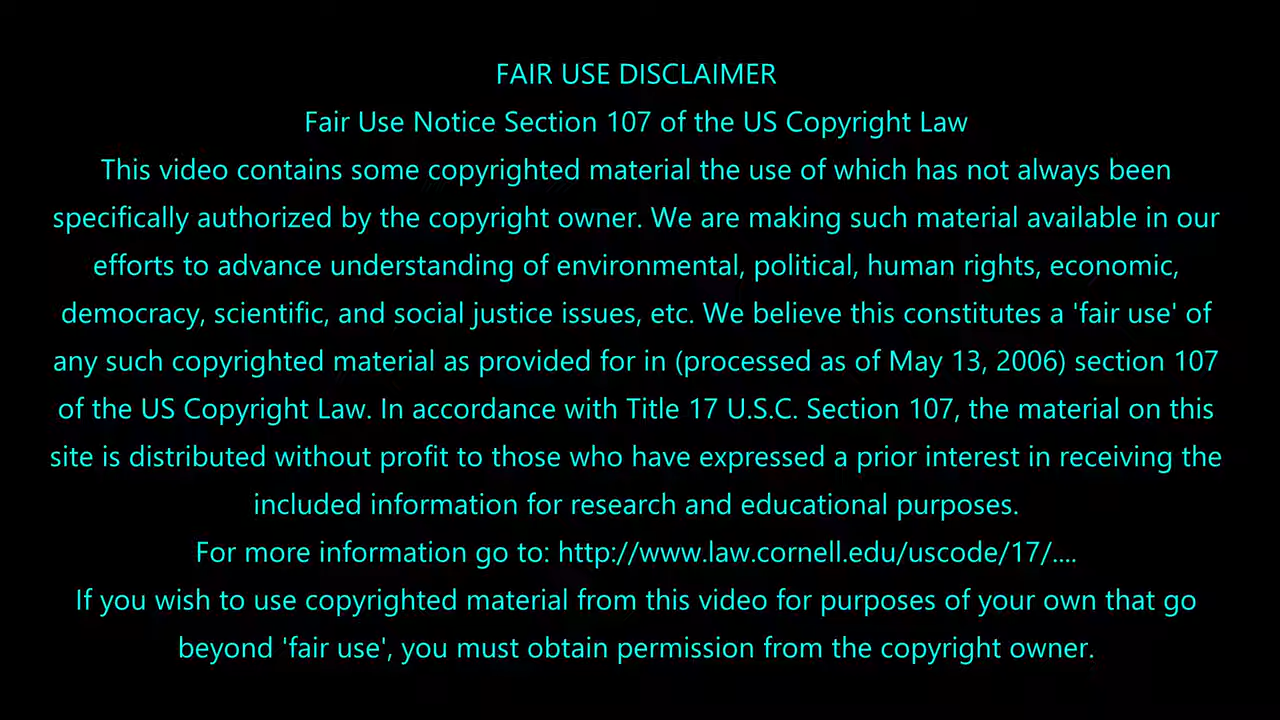 FAIR USE DISCLAIMER
Fair Use Notice Section 107 of the US Copyright Law
This video contains some copyrighted material the use of which has not always been
specifically authorized by the copyright owner. We are making such material available in our
efforts to advance understanding of environmental, political, human rights, economic,
democracy, scientific, and social justice issues, etc. We believe this constitutes a 'fair use' of
any such copyrighted material as provided for in (processed as of May 13, 2006) section 107
of the US Copyright Law. In accordance with Title 17 U.S.C. Section 107, the material on this
site is distributed without profit to those who have expressed a prior interest in receiving the
included information for research and educational purposes.
For more information go to: http://www.law.cornell.edu/uscode/17/....
If you wish to use copyrighted material from this video for purposes of your own that go
beyond 'fair use', you must obtain permission from the copyright owner.